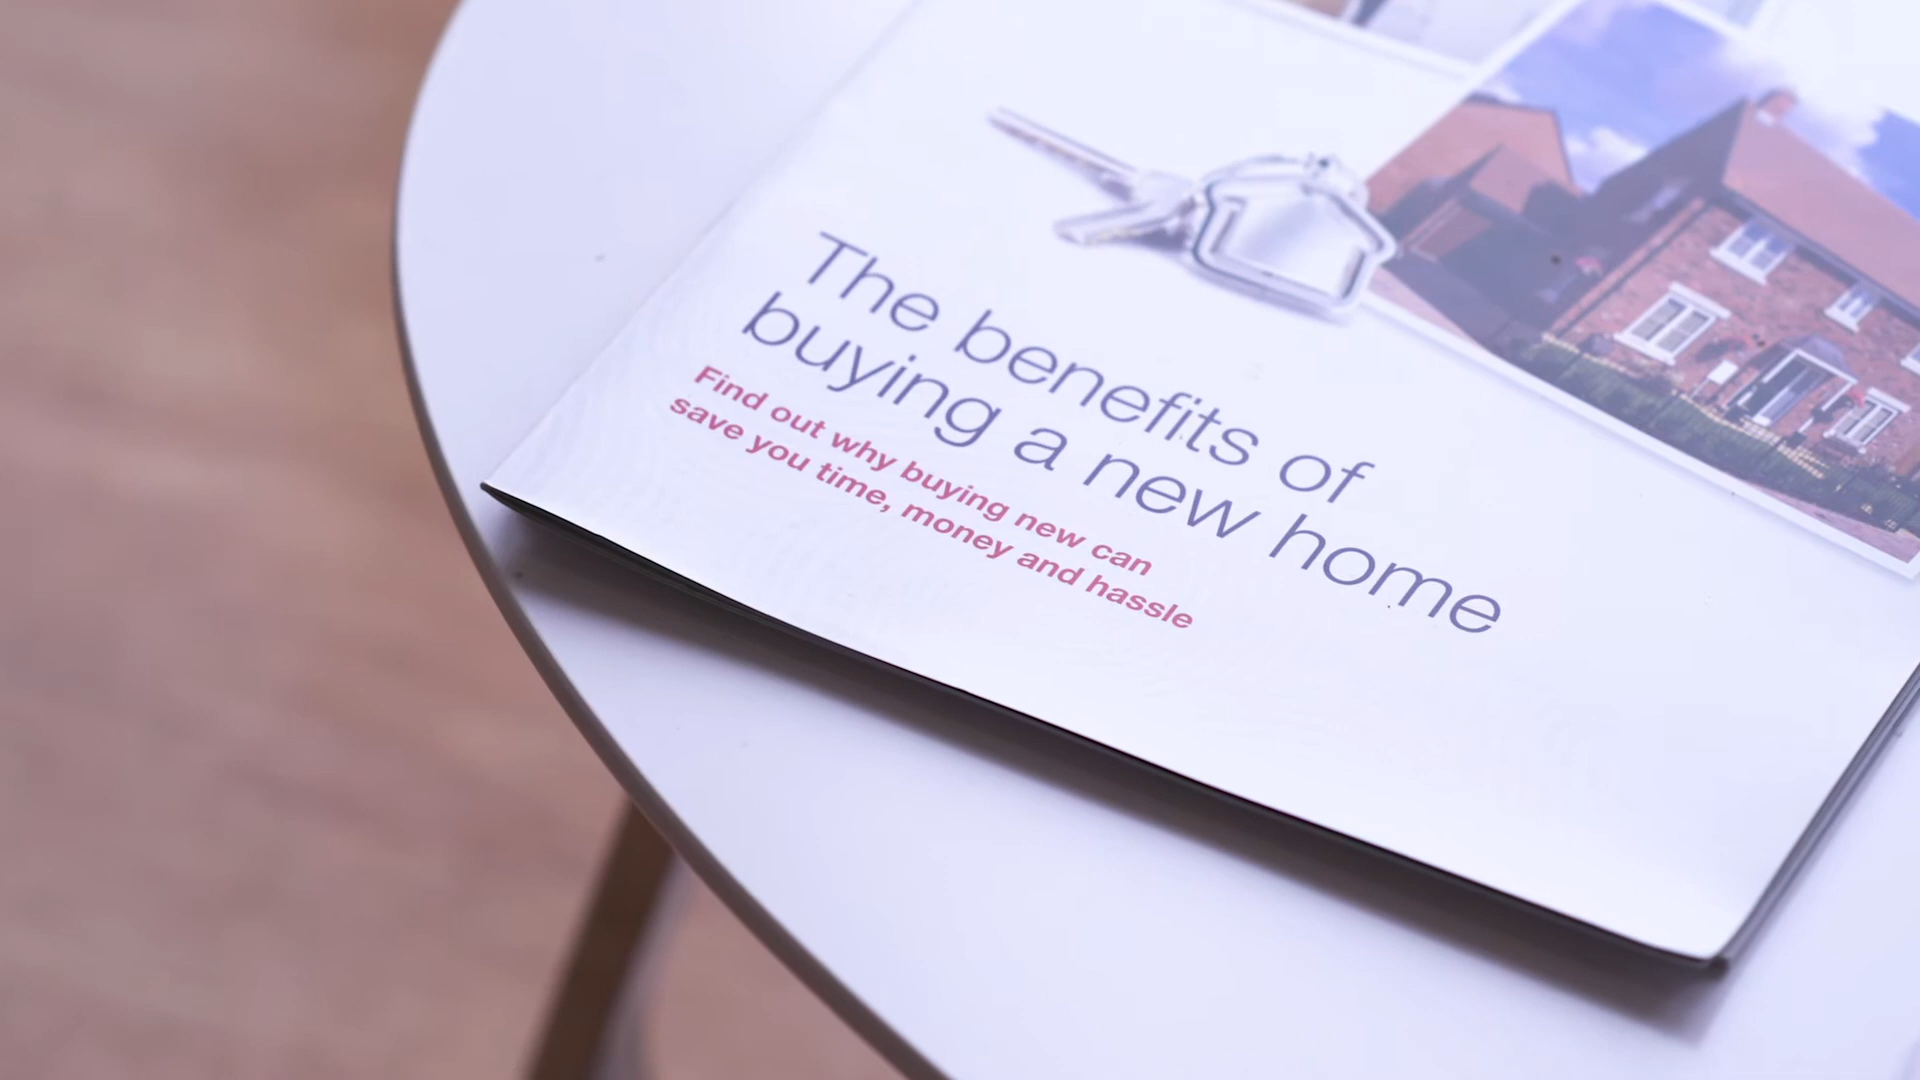 The benefits of
buying a new home
Find out why buying new can
save you time, money and hassle